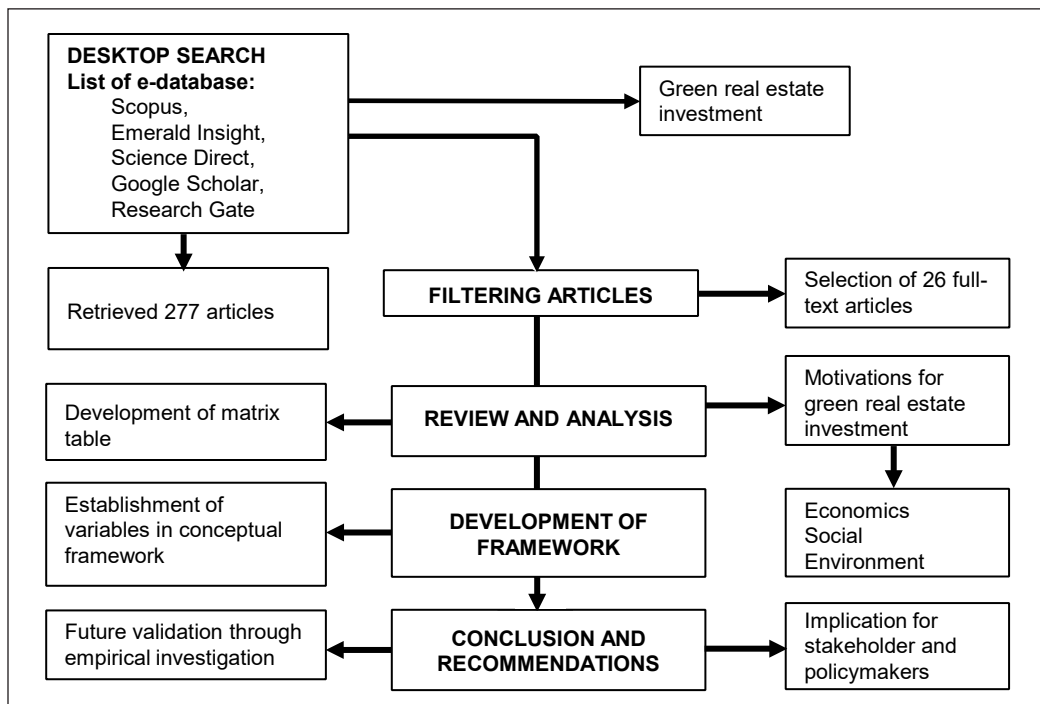 DESKTOP SEARCH
List of e-database:
Scopus,
Emerald Insight,
Science Direct,
Google Scholar,
Research Gate
Green real estate
investment
Retrieved 277 articles
FILTERING ARTICLES
Selection of 26 full-
text articles
Development of matrix
table
REVIEW AND ANALYSIS
Motivations for
green real estate
investment
Establishment of
variables in conceptual
framework
DEVELOPMENT OF
FRAMEWORK
Economics
Social
Environment
Future validation through
empirical investigation
CONCLUSION AND
RECOMMENDATIONS
Implication for
stakeholder and
policymakers